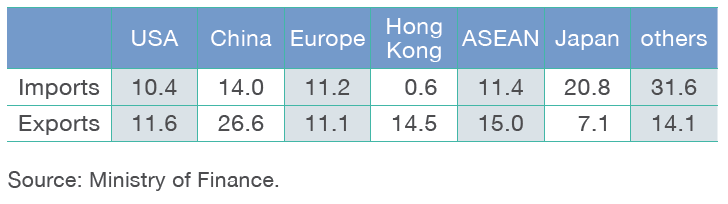 USA China Europe Hong Kong ASEAN Japan others
Imports 10.4 14.0 11.2 0.6 11.4 20.8 31.6
Exports 11.6 26.6 11.1 14.5 15.0 7.1 14.1
Source: Ministry of Finance.